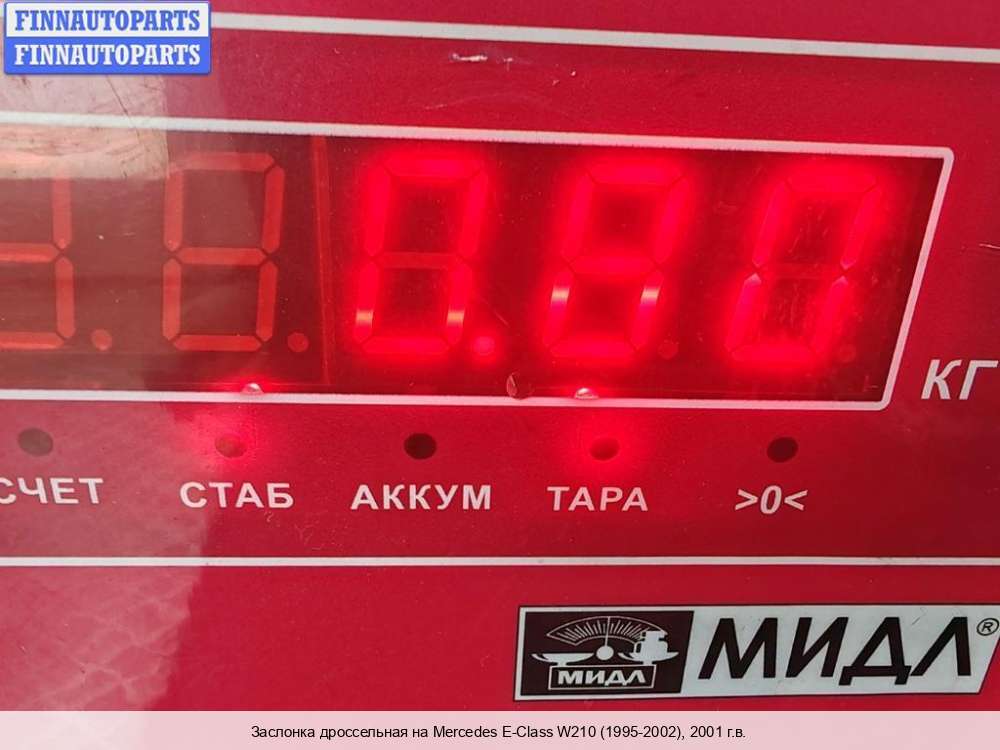 FINNAUTOPARTS
FINNAUTOPARTS
0.80
КГ
СЧЕТ СТАБ АККУМ ТАРА >0<
МИДЛ МИДЛ®
Заслонка дроссельная на Mercedes E-Class W210 (1995-2002), 2001 г.в.